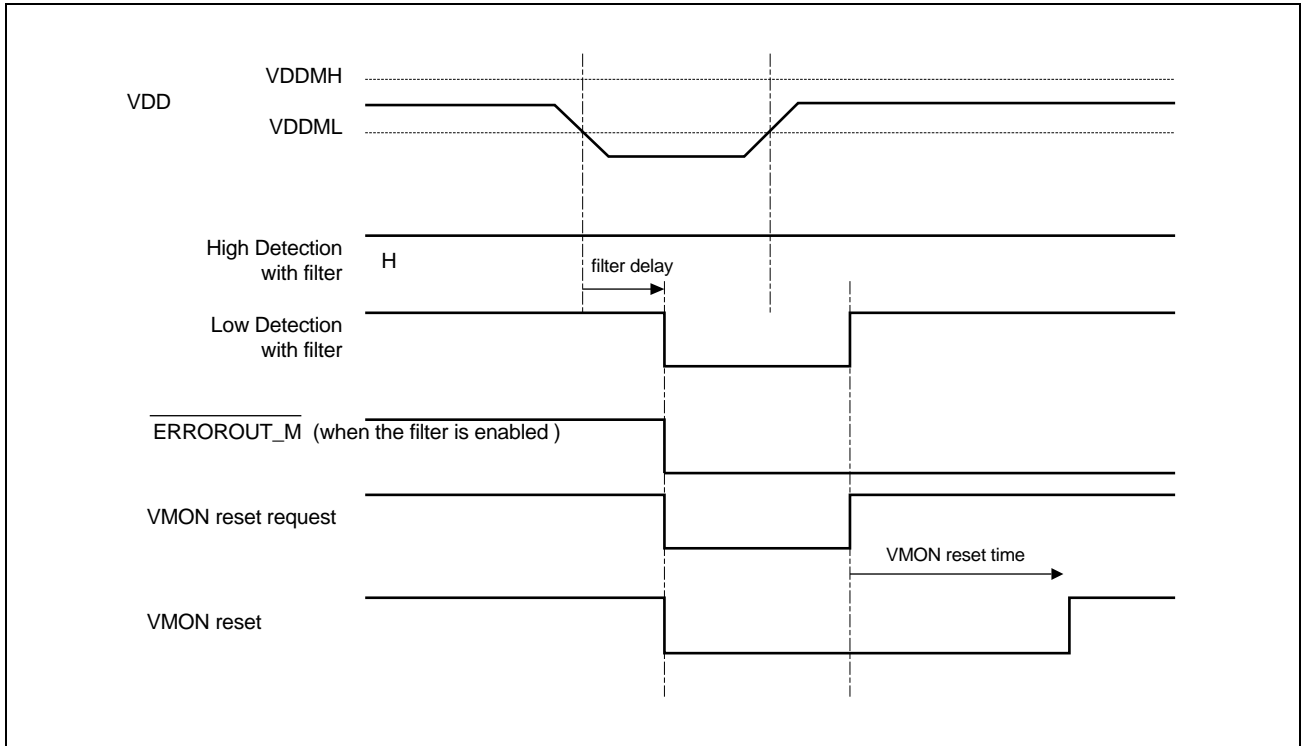 VDDMH
VDD
VDDML
High Detection
with filter
H
filter delay
Low Detection
with filter
ERROROUT_M (when the filter is enabled )
VMON reset request
VMON reset time
VMON reset